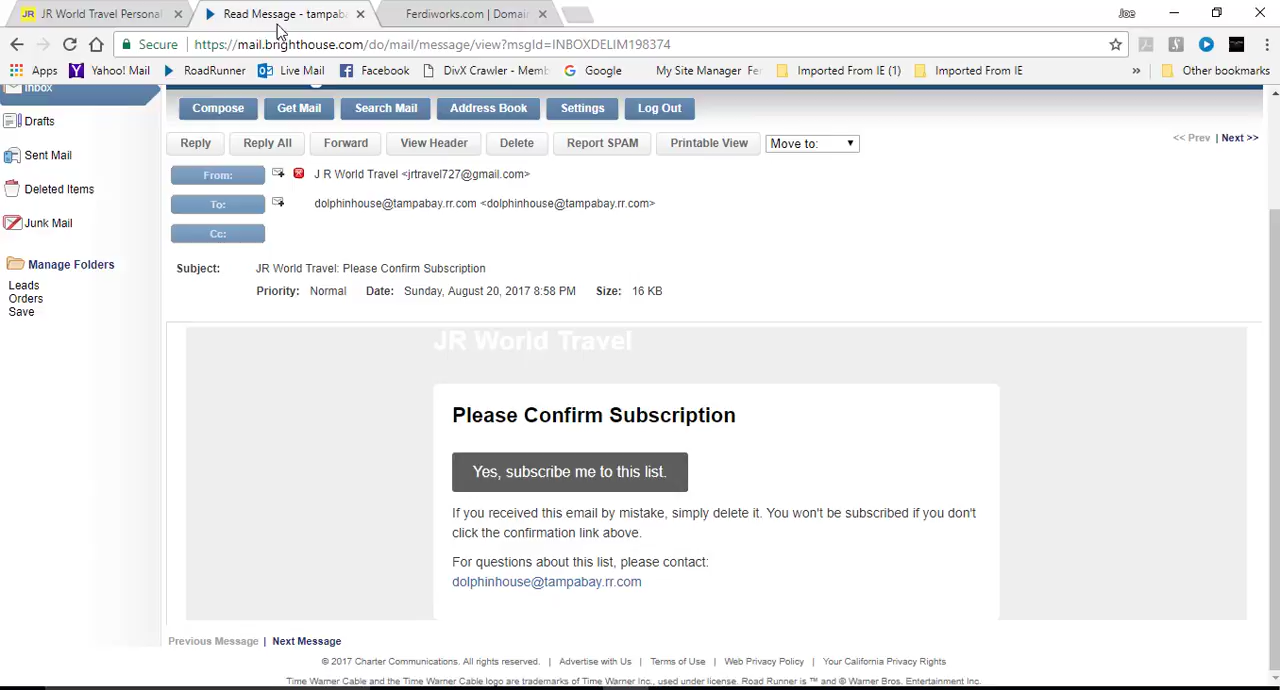 JR World Travel Personal
Read Message - tampaba
Ferdiworks.com | Domai
Joe
Secure
https://mail.brighthouse.com/do/mail/message/view?msgId=INBOXDELIM198374
Apps
Yahoo! Mail
RoadRunner
Live Mail
Facebook
DivX Crawler - Memb
Google
My Site Manager Fer
Imported From IE (1)
Imported From IE
»
Other bookmarks
Inbox
Compose
Get Mail
Search Mail
Address Book
Settings
Log Out
Drafts
Reply
Reply All
Forward
View Header
Delete
Report SPAM
Printable View
Move to:
<< Prev | Next >>
Sent Mail
From:
J R World Travel <jrtravel727@gmail.com>
Deleted Items
To:
dolphinhouse@tampabay.rr.com <dolphinhouse@tampabay.rr.com>
Junk Mail
Cc:
Manage Folders
Subject: JR World Travel: Please Confirm Subscription
Leads
Priority: Normal Date: Sunday, August 20, 2017 8:58 PM Size: 16 KB
Orders
Save
JR World Travel
Please Confirm Subscription
Yes, subscribe me to this list.
If you received this email by mistake, simply delete it. You won't be subscribed if you don't
click the confirmation link above.
For questions about this list, please contact:
dolphinhouse@tampabay.rr.com
Previous Message | Next Message
© 2017 Charter Communications. All rights reserved. | Advertise with Us | Terms of Use | Web Privacy Policy | Your California Privacy Rights
Time Warner Cable and the Time Warner Cable logo are trademarks of Time Warner Inc., used under license. Road Runner is ™ and ® Warner Bros. Entertainment Inc.